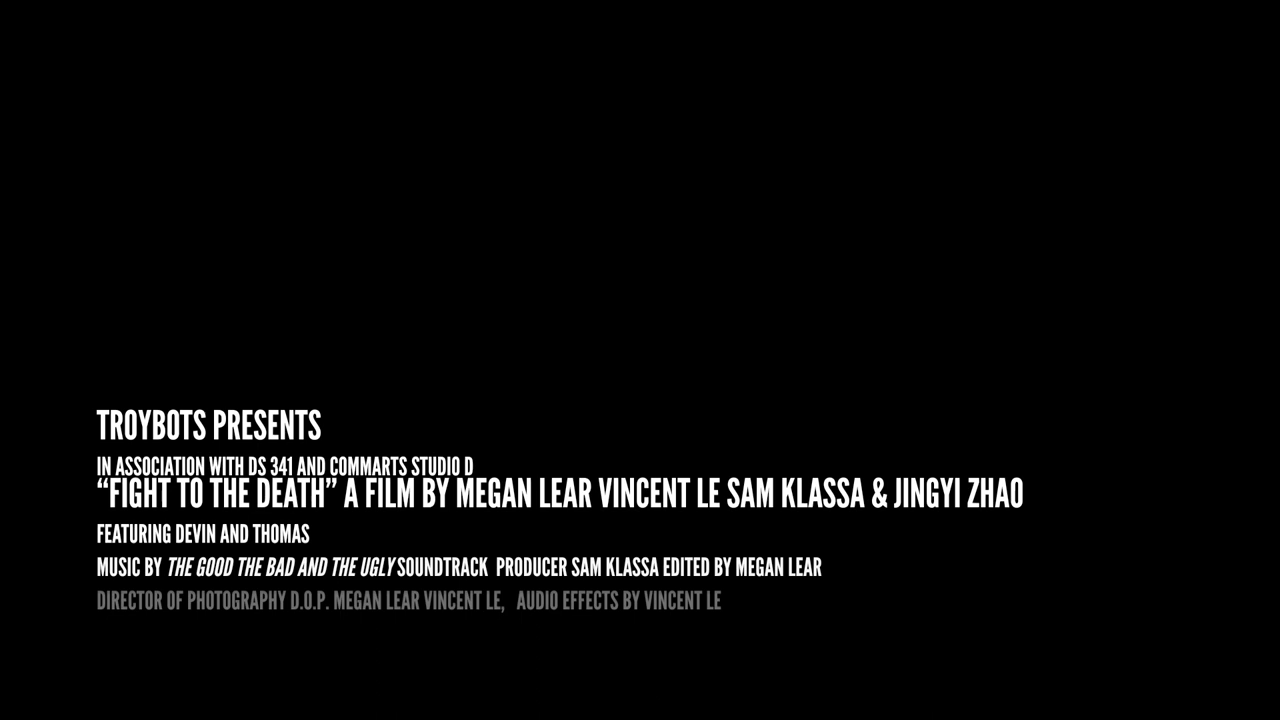 TROYBOTS PRESENTS
IN ASSOCIATION WITH DS 341 AND COMMARTS STUDIO D
“FIGHT TO THE DEATH” A FILM BY MEGAN LEAR VINCENT LE SAM KLASSA & JINGYI ZHAO
FEATURING DEVIN AND THOMAS
MUSIC BY THE GOOD THE BAD AND THE UGLY SOUNDTRACK PRODUCER SAM KLASSA EDITED BY MEGAN LEAR
DIRECTOR OF PHOTOGRAPHY D.O.P. MEGAN LEAR VINCENT LE, AUDIO EFFECTS BY VINCENT LE